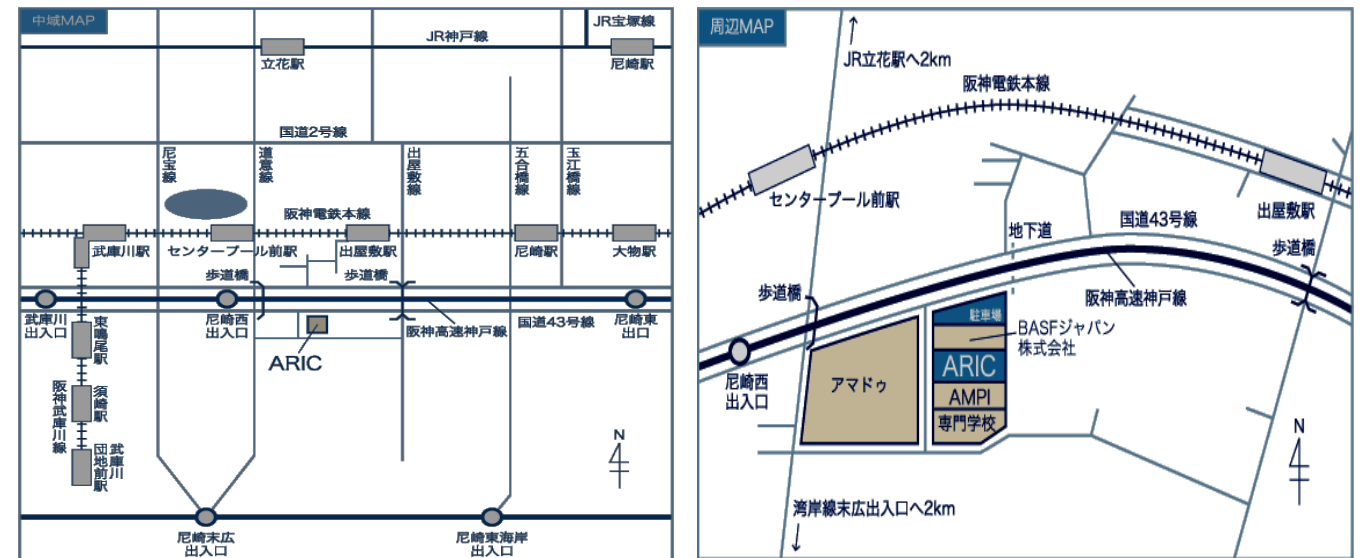 中域MAP
JR宝塚線
JR神戸線
立花駅
尼崎駅
国道2号線
尼宝線
道意線
出屋敷線
五合橋線
玉江橋線
阪神電鉄本線
武庫川駅
センタープール前駅
出屋敷駅
尼崎駅
大物駅
歩道橋
歩道橋
武庫川
出入口
尼崎西
出入口
阪神高速神戸線
国道43号線
尼崎東
出口
ARIC
東鳴尾駅
須崎駅
阪神武庫川線
武庫川
団地前駅
N
尼崎末広
出入口
尼崎東海岸
出入口
周辺MAP
JR立花駅へ2km
阪神電鉄本線
センタープール前駅
出屋敷駅
国道43号線
地下道
歩道橋
歩道橋
阪神高速神戸線
駐車場
BASFジャパン
株式会社
尼崎西
出入口
アマドゥ
ARIC
AMPI
専門学校
N
湾岸線末広出入口へ2km